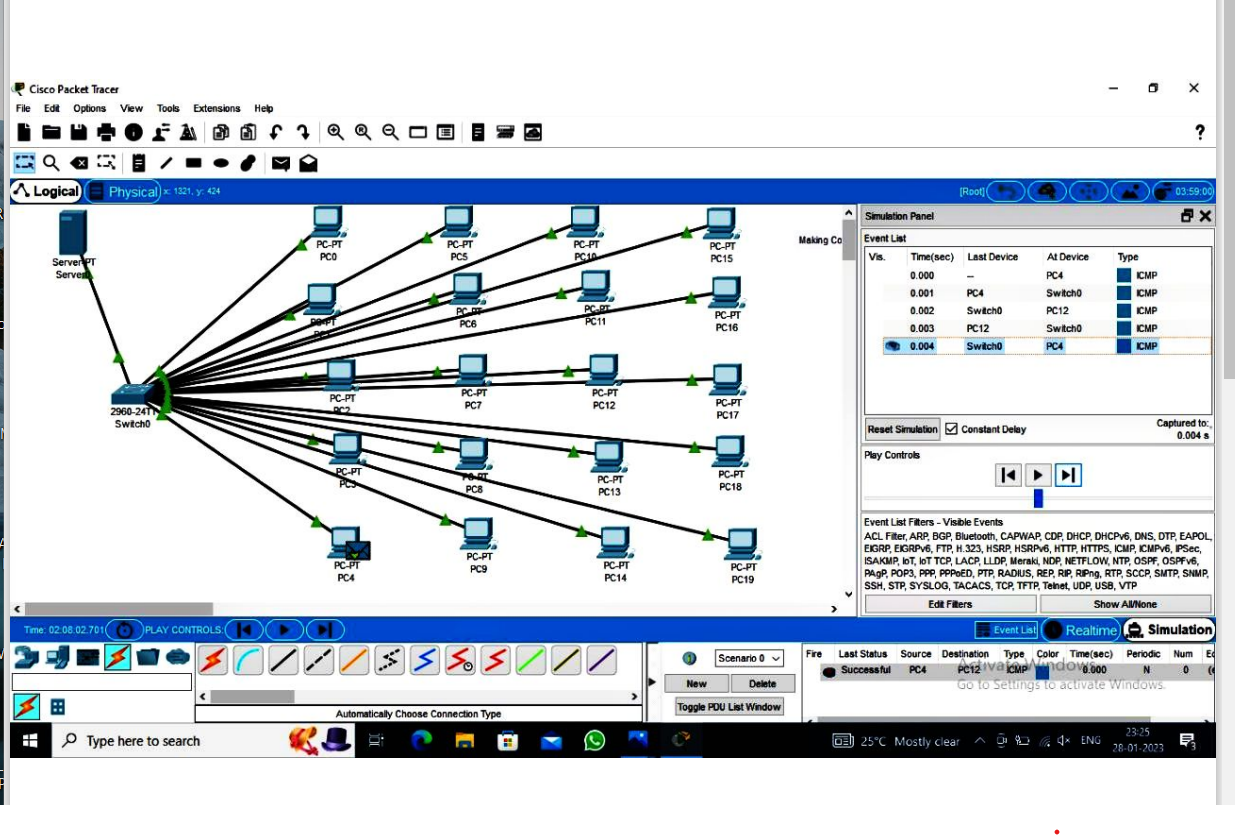 Cisco Packet Tracer
File Edit Options View Tools Extensions Help
?
Logical Physical x: 1321, y: 424 [Root] 03:59:00
Server-PT
Server0
PC-PT
PC0
PC-PT
PC5
PC-PT
PC10
PC-PT
PC15
Making Co
PC-PT
PC1
PC-PT
PC6
PC-PT
PC11
PC-PT
PC16
2960-24TT
Switch0
PC-PT
PC2
PC-PT
PC7
PC-PT
PC12
PC-PT
PC17
PC-PT
PC3
PC-PT
PC8
PC-PT
PC13
PC-PT
PC18
PC-PT
PC4
PC-PT
PC9
PC-PT
PC14
PC-PT
PC19
Simulation Panel
Event List
Vis. Time(sec) Last Device At Device Type
0.000 -- PC4 ICMP
0.001 PC4 Switch0 ICMP
0.002 Switch0 PC12 ICMP
0.003 PC12 Switch0 ICMP
0.004 Switch0 PC4 ICMP
Reset Simulation Constant Delay Captured to:
0.004 s
Play Controls
Event List Filters - Visible Events
ACL Filter, ARP, BGP, Bluetooth, CAPWAP, CDP, DHCP, DHCPv6, DNS, DTP, EAPOL,
EIGRP, EIGRPv6, FTP, H.323, HSRP, HSRPv6, HTTP, HTTPS, ICMP, ICMPv6, IPSec,
ISAKMP, IoT, IoT TCP, LACP, LLDP, Meraki, NDP, NETFLOW, NTP, OSPF, OSPFv6,
PAgP, POP3, PPP, PPPoED, PTP, RADIUS, REP, RIP, RIPng, RTP, SCCP, SMTP, SNMP,
SSH, STP, SYSLOG, TACACS, TCP, TFTP, Telnet, UDP, USB, VTP
Edit Filters Show All/None
Time: 02:08:02.701 PLAY CONTROLS: Event List Realtime Simulation
Automatically Choose Connection Type
Scenario 0
New Delete
Toggle PDU List Window
Fire Last Status Source Destination Type Color Time(sec) Periodic Num Ed
Successful PC4 PC12 ICMP 0.000 N 0 (e
Activate Windows
Go to Settings to activate Windows.
Type here to search
25°C Mostly clear ENG 23:25
28-01-2023
3